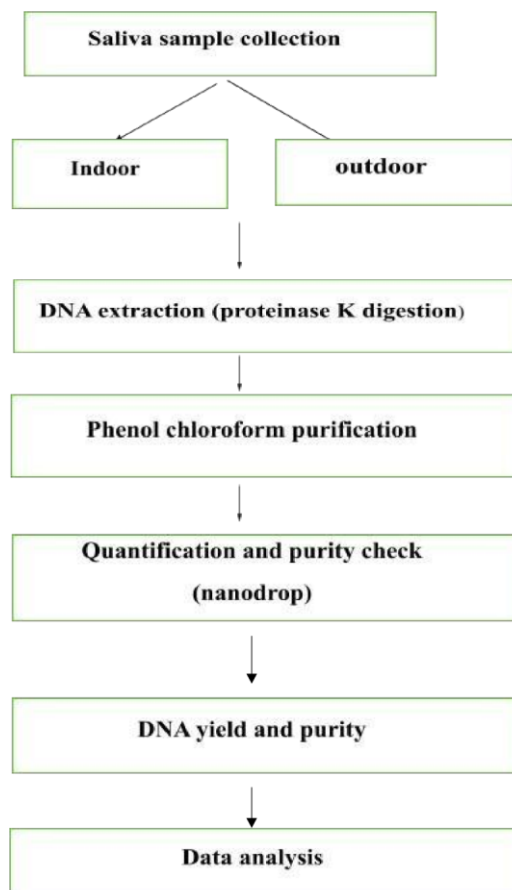 Saliva sample collection
Indoor
outdoor
DNA extraction (proteinase K digestion)
Phenol chloroform purification
Quantification and purity check
(nanodrop)
DNA yield and purity
Data analysis